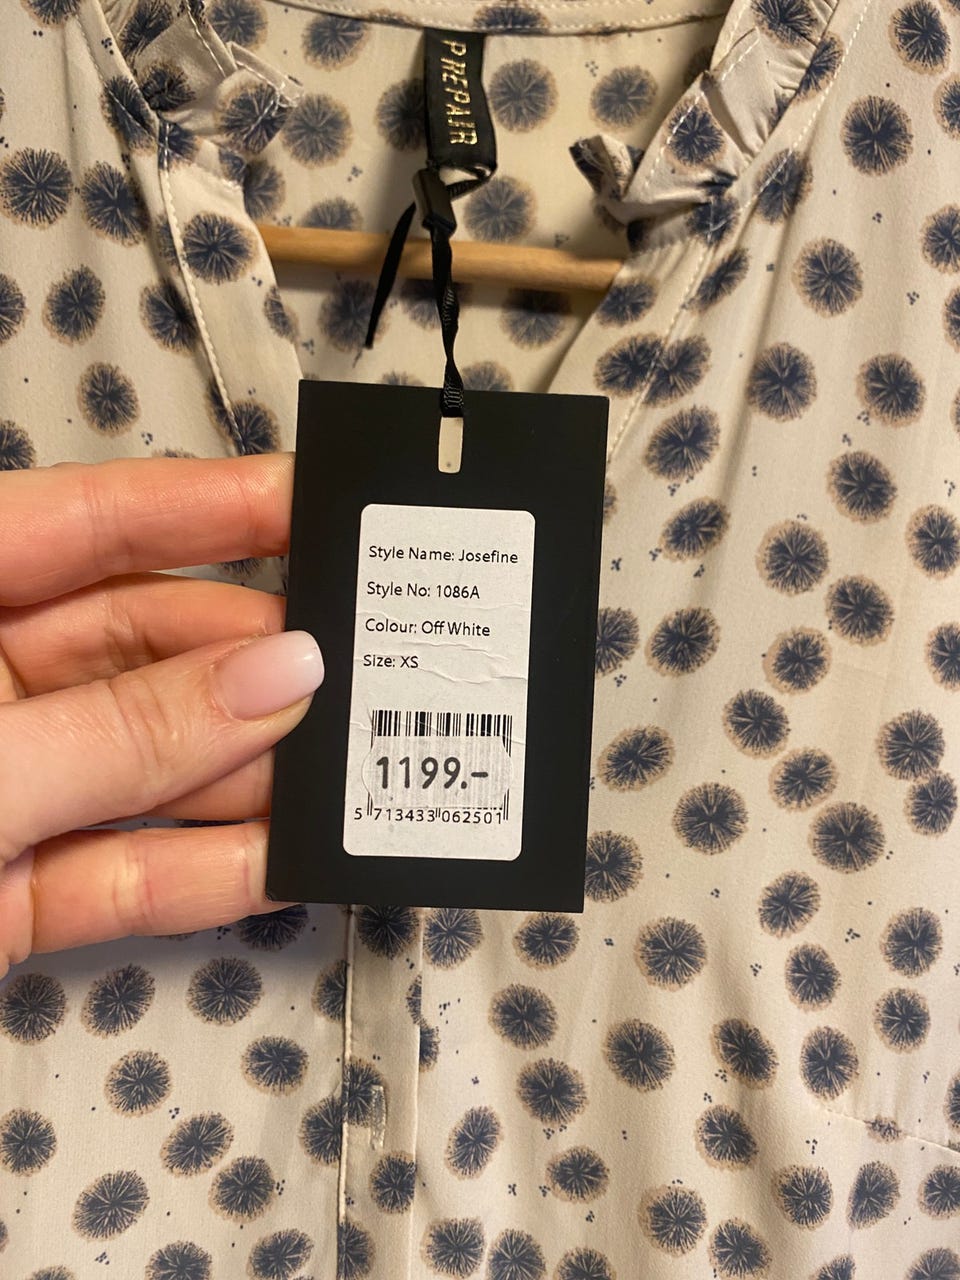 PREPAIR
Style Name: Josefine
Style No: 1086A
Colour: Off White
Size: XS
1199.-
5 713433 062501